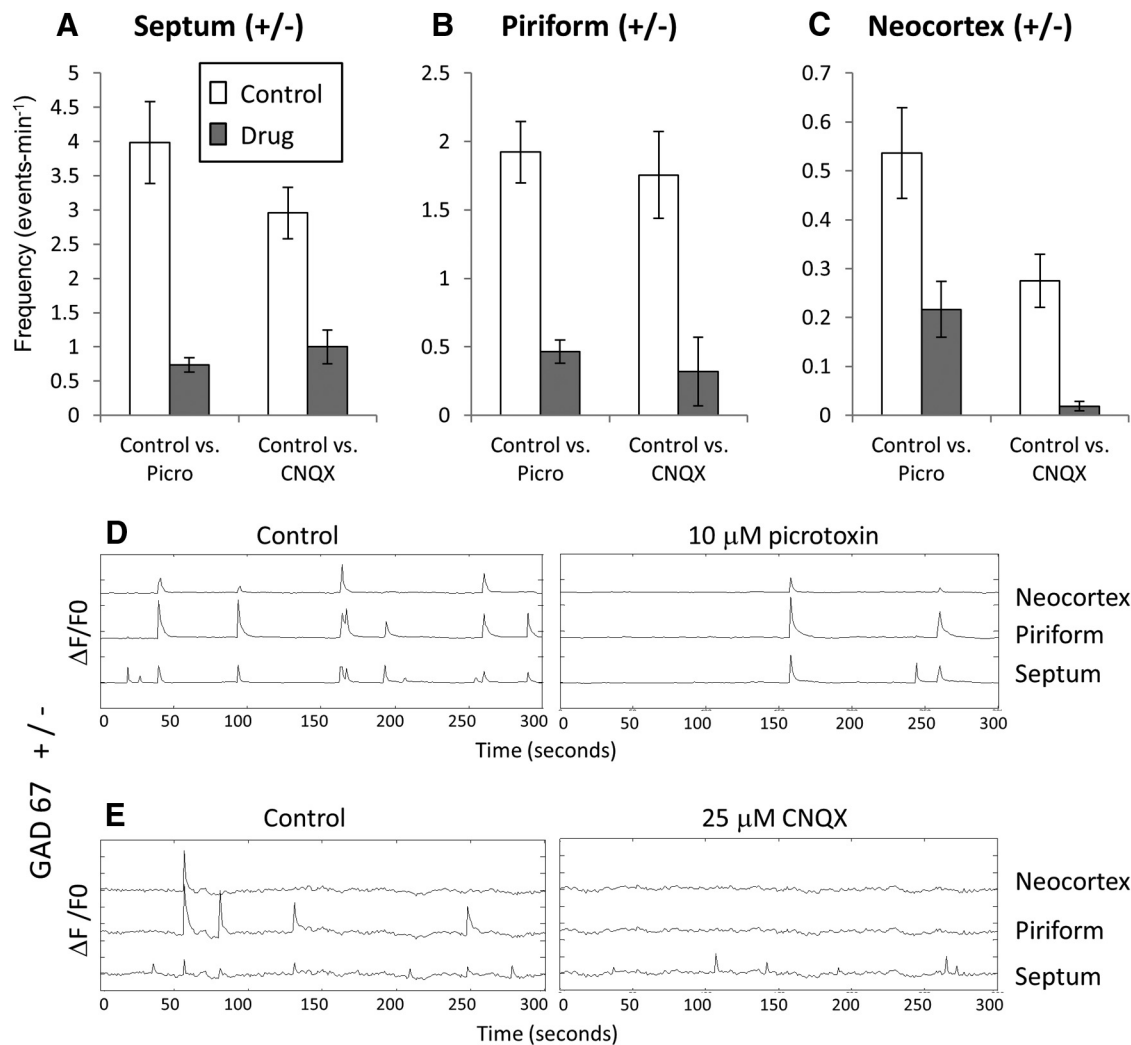 A Septum (+/-)
B Piriform (+/-)
C Neocortex (+/-)
Frequency (events-min-1)
5
4.5
4
3.5
3
2.5
2
1.5
1
0.5
0
Control
Drug
Control vs. Picro
Control vs. CNQX
2.5
2
1.5
1
0.5
0
Control vs. Picro
Control vs. CNQX
0.7
0.6
0.5
0.4
0.3
0.2
0.1
0
Control vs. Picro
Control vs. CNQX
GAD 67 +/-
D
Control
10 μM picrotoxin
ΔF/F0
Neocortex
Piriform
Septum
0 50 100 150 200 250 300
0 50 100 150 200 250 300
Time (seconds)
E
Control
25 μM CNQX
ΔF /F0
Neocortex
Piriform
Septum
0 50 100 150 200 250 300
0 50 100 150 200 250 300
Time (seconds)